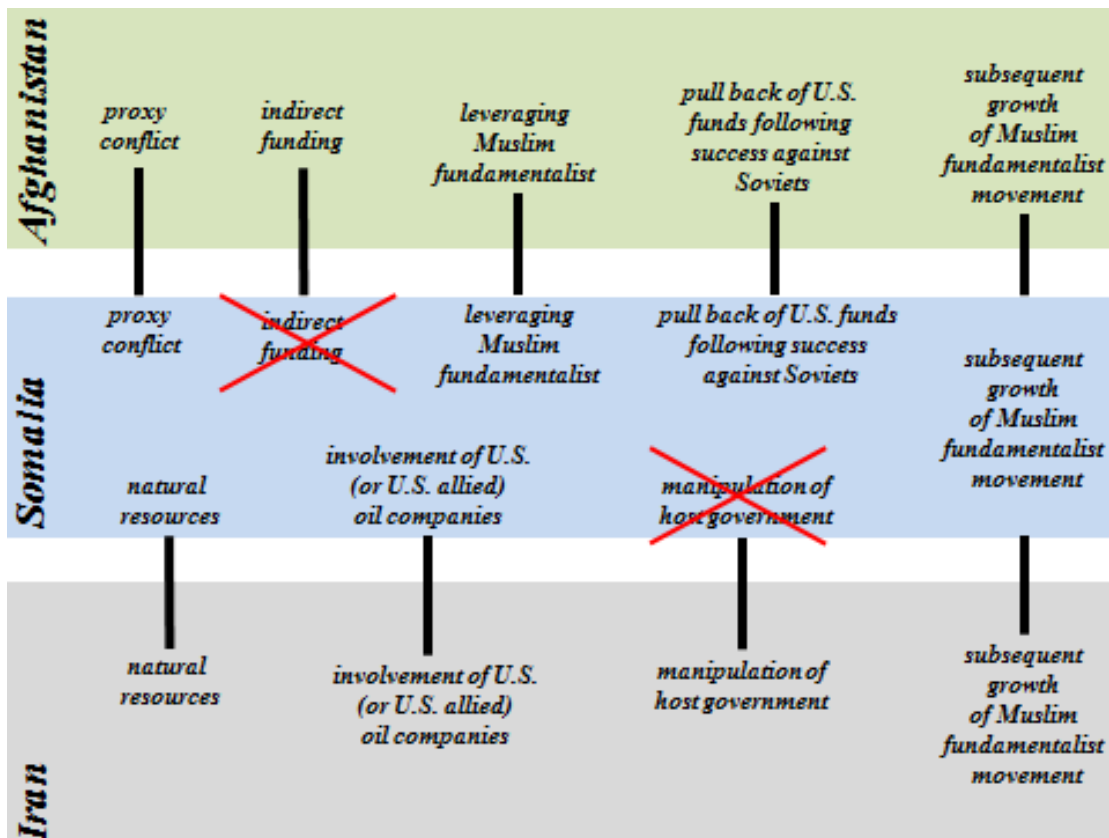 Afghanistan
proxy
conflict
indirect
funding
leveraging
Muslim
fundamentalist
pull back of U.S.
funds following
success against
Soviets
subsequent
growth
of Muslim
fundamentalist
movement
Somalia
proxy
conflict
indirect
funding
leveraging
Muslim
fundamentalist
pull back of U.S. funds
following success
against Soviets
subsequent
growth
of Muslim
fundamentalist
movement
natural
resources
involvement of U.S.
(or U.S. allied)
oil companies
manipulation of
host government
Iran
natural
resources
involvement of U.S.
(or U.S. allied)
oil companies
manipulation of
host government
subsequent
growth
of Muslim
fundamentalist
movement